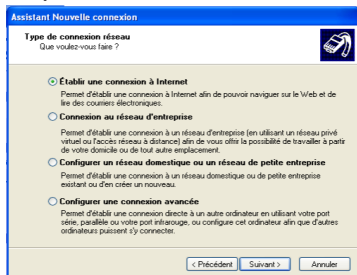 Assistant Nouvelle connexion
Type de connexion réseau
Que voulez-vous faire ?
Établir une connexion à Internet
Permet d'établir une connexion à Internet afin de pouvoir naviguer sur le Web et de
lire des courriers électroniques.
Connexion au réseau d'entreprise
Permet d'établir une connexion à un réseau d'entreprise (en utilisant un réseau privé
virtuel ou l'accès réseau à distance) afin de vous offrir la possibilité de travailler à partir
de votre domicile ou de tout autre emplacement.
Configurer un réseau domestique ou un réseau de petite entreprise
Permet d'établir une connexion à un réseau domestique ou de petite entreprise
existant ou d'en créer un nouveau.
Configurer une connexion avancée
Permet d'établir une connexion directe à un autre ordinateur en utilisant votre port
série, parallèle ou votre port infrarouge, ou configure cet ordinateur afin que d'autres
ordinateurs puissent s'y connecter.
< Précédent Suivant > Annuler